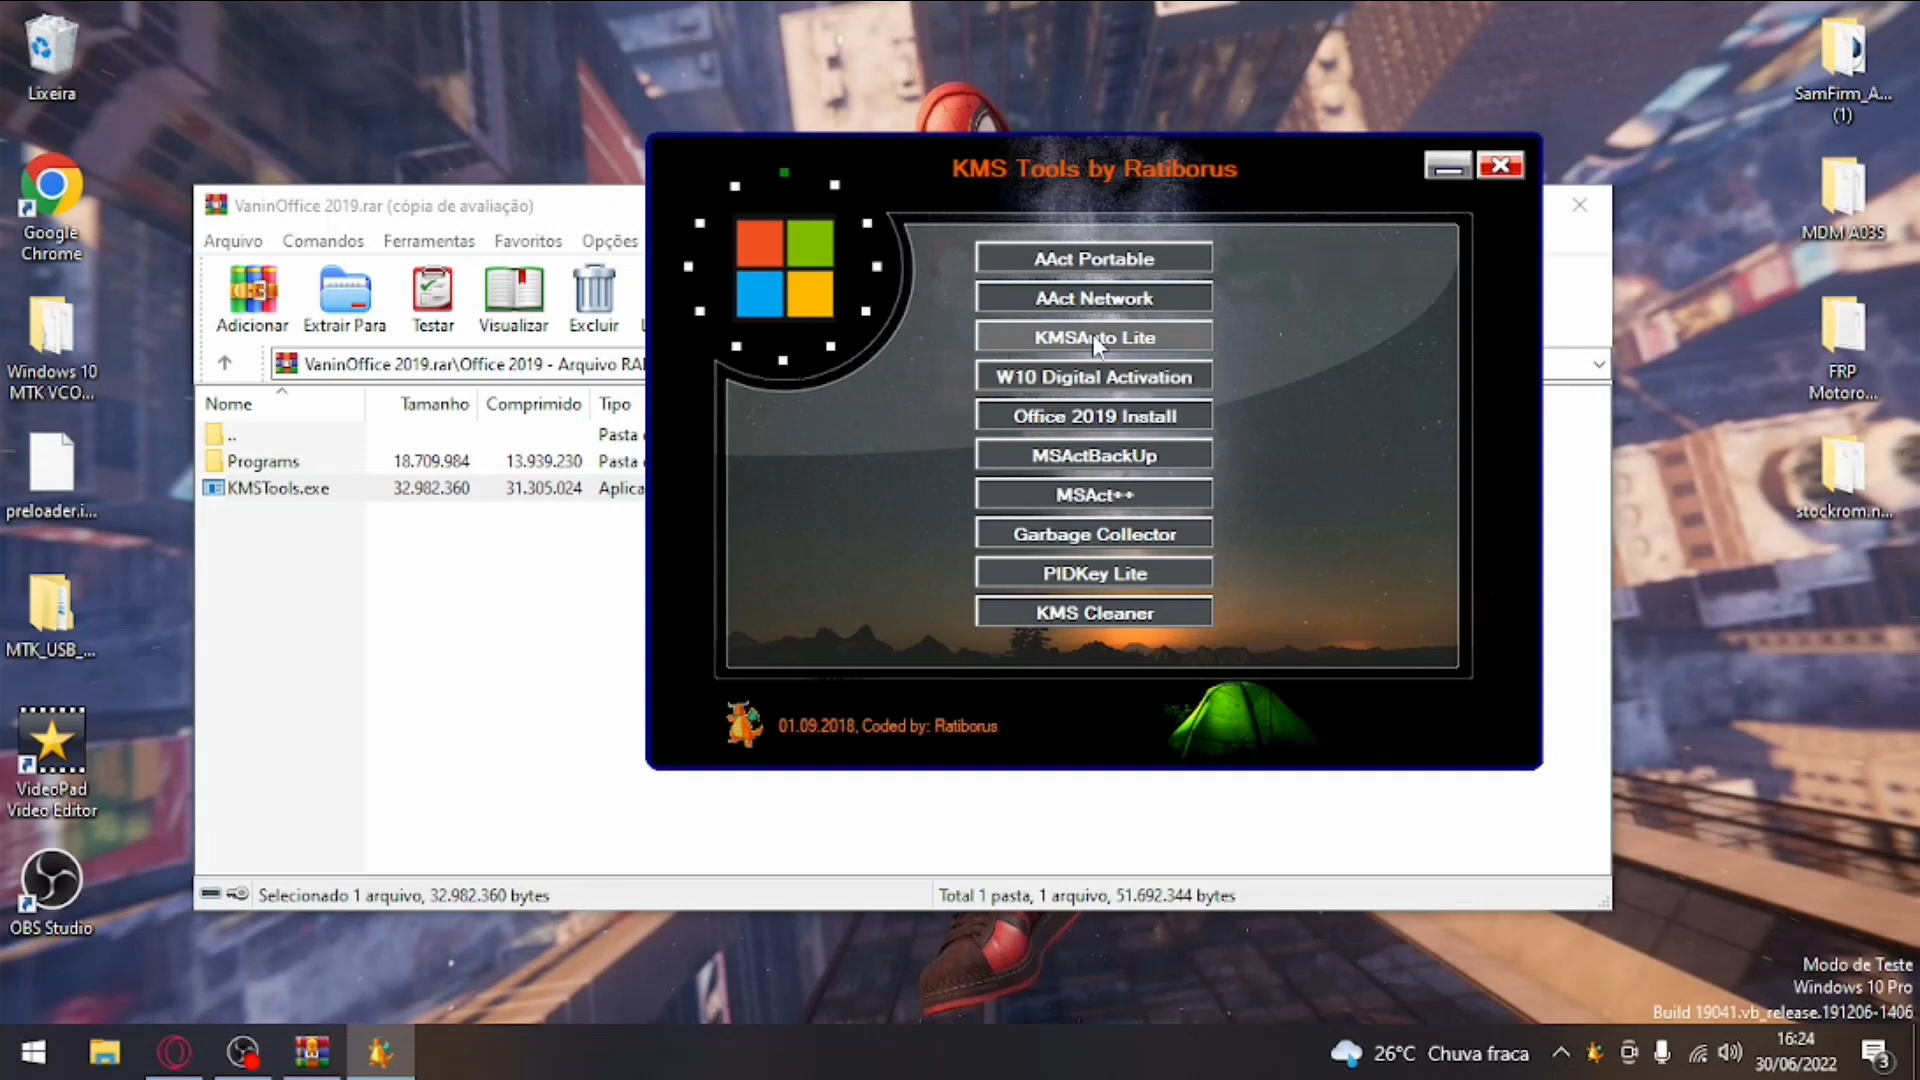 Lixeira
Google
Chrome
Windows 10
MTK VCO...
preloader.i...
MTK_USB_...
VideoPad
Video Editor
OBS Studio
VaninOffice 2019.rar (cópia de avaliação)
Arquivo Comandos Ferramentas Favoritos Opções
Adicionar Extrair Para Testar Visualizar Excluir
VaninOffice 2019.rar\Office 2019 - Arquivo RA
Nome Tamanho Comprimido Tipo
.. Pasta
Programs 18.709.984 13.939.230 Pasta
KMSTools.exe 32.982.360 31.305.024 Aplica
Selecionado 1 arquivo, 32.982.360 bytes
Total 1 pasta, 1 arquivo, 51.692.344 bytes
KMS Tools by Ratiborus
AAct Portable
AAct Network
KMSAuto Lite
W10 Digital Activation
Office 2019 Install
MSActBackUp
MSAct++
Garbage Collector
PIDKey Lite
KMS Cleaner
01.09.2018, Coded by: Ratiborus
SamFirm_A...
(1)
MDM A03S
FRP
Motoro...
stockrom.n...
Modo de Teste
Windows 10 Pro
Build 19041.vb_release.191206-1406
26°C Chuva fraca
16:24
30/06/2022
3